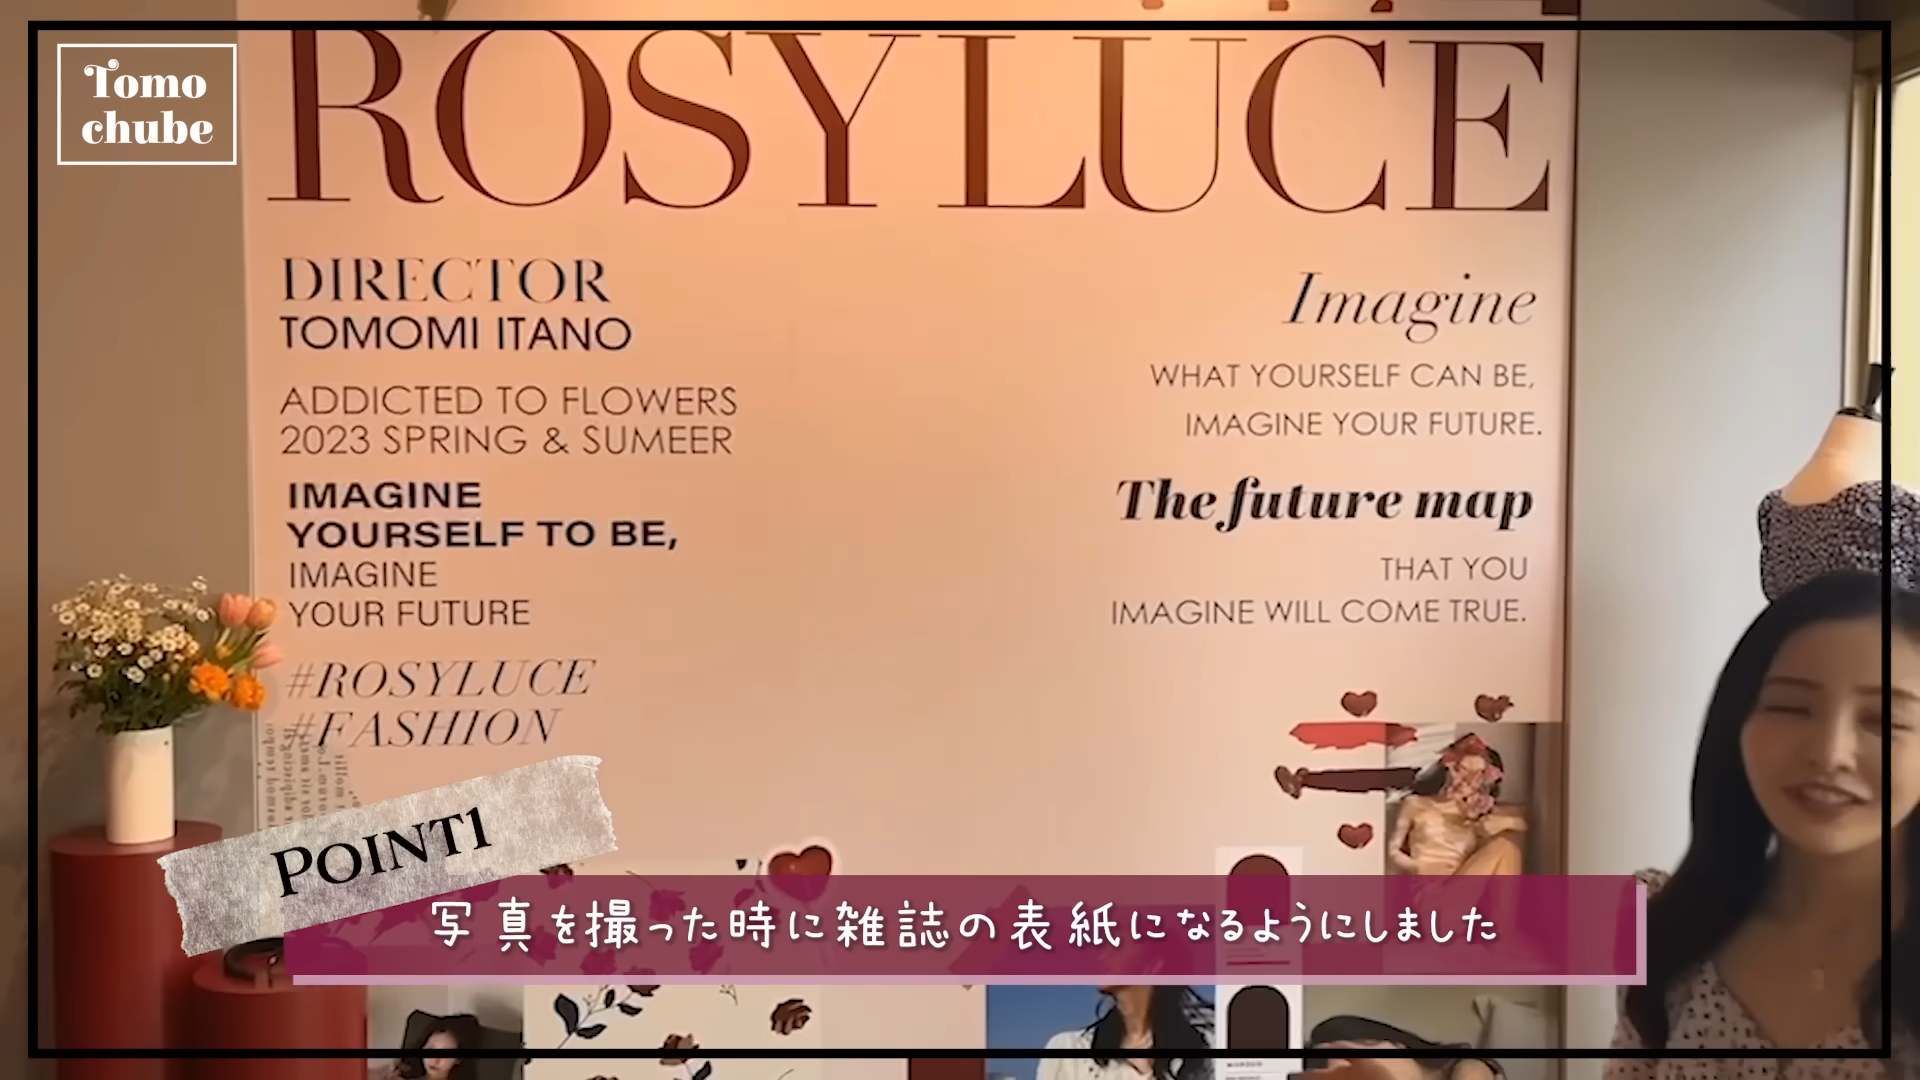 Tomo
chube
ROSYLUCE
DIRECTOR
TOMOMI ITANO
ADDICTED TO FLOWERS
2023 SPRING & SUMEER
IMAGINE
YOURSELF TO BE,
IMAGINE
YOUR FUTURE
#ROSYLUCE
#FASHION
Imagine
WHAT YOURSELF CAN BE,
IMAGINE YOUR FUTURE.
The future map
THAT YOU
IMAGINE WILL COME TRUE.
POINT1
写真を撮った時に雑誌の表紙になるようにしました